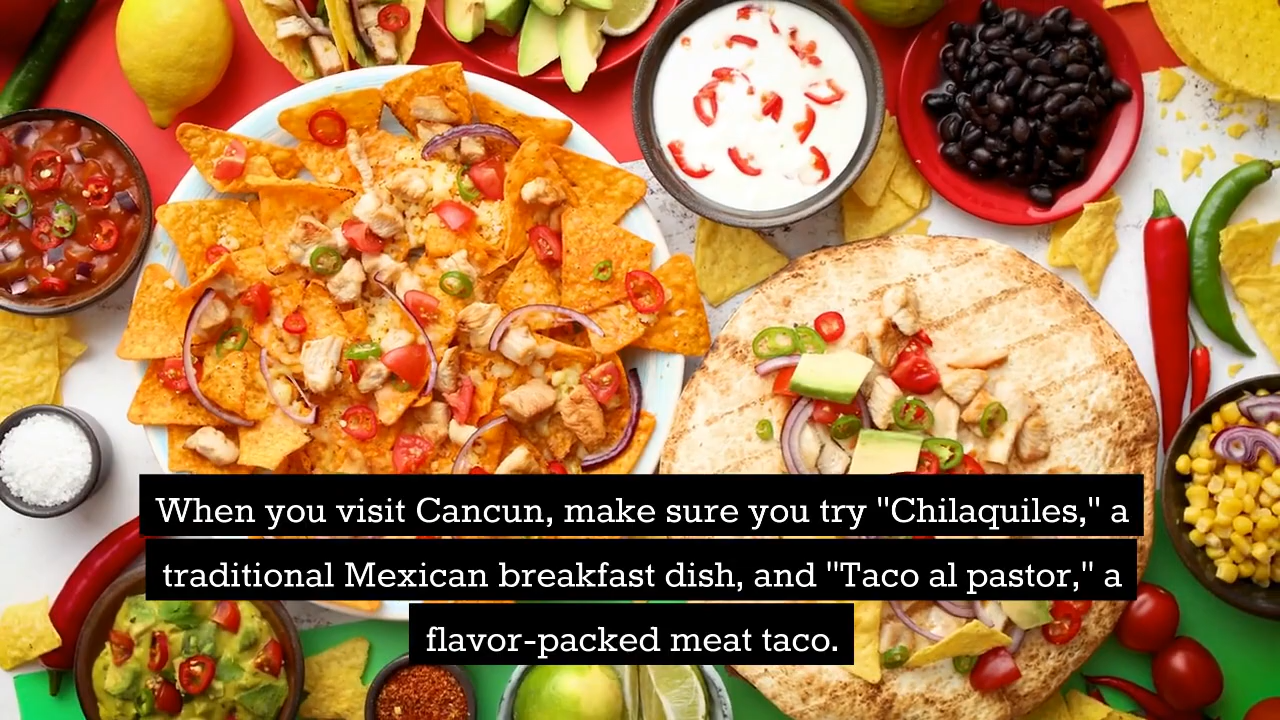 When you visit Cancun, make sure you try "Chilaquiles," a
traditional Mexican breakfast dish, and "Taco al pastor," a
flavor-packed meat taco.